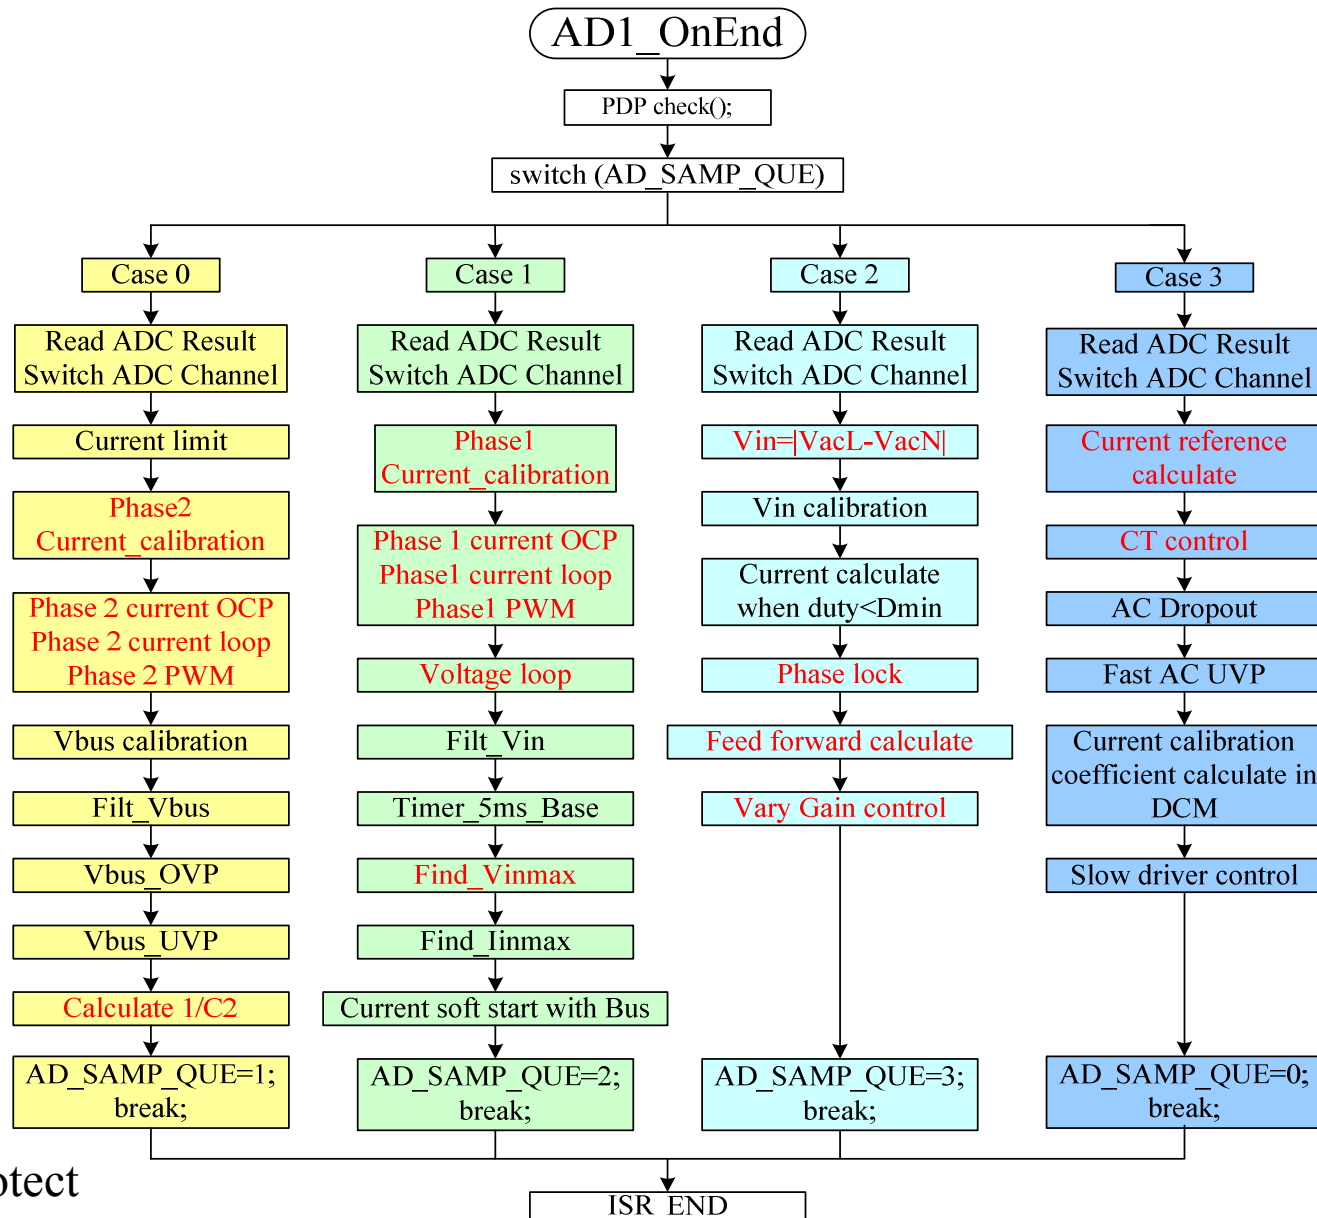 AD1_OnEnd
PDP check();
switch (AD_SAMP_QUE)
Case 0
Read ADC Result
Switch ADC Channel
Current limit
Phase2
Current_calibration
Phase 2 current OCP
Phase 2 current loop
Phase 2 PWM
Vbus calibration
Filt_Vbus
Vbus_OVP
Vbus_UVP
Calculate 1/C2
AD_SAMP_QUE=1;
break;
Case 1
Read ADC Result
Switch ADC Channel
Phase1
Current_calibration
Phase 1 current OCP
Phase1 current loop
Phase1 PWM
Voltage loop
Filt_Vin
Timer_5ms_Base
Find_Vinmax
Find_Iinmax
Current soft start with Bus
AD_SAMP_QUE=2;
break;
Case 2
Read ADC Result
Switch ADC Channel
Vin=|VacL-VacN|
Vin calibration
Current calculate
when duty<Dmin
Phase lock
Feed forward calculate
Vary Gain control
AD_SAMP_QUE=3;
break;
Case 3
Read ADC Result
Switch ADC Channel
Current reference
calculate
CT control
AC Dropout
Fast AC UVP
Current calibration
coefficient calculate in
DCM
Slow driver control
AD_SAMP_QUE=0;
break;
otect
ISR_END